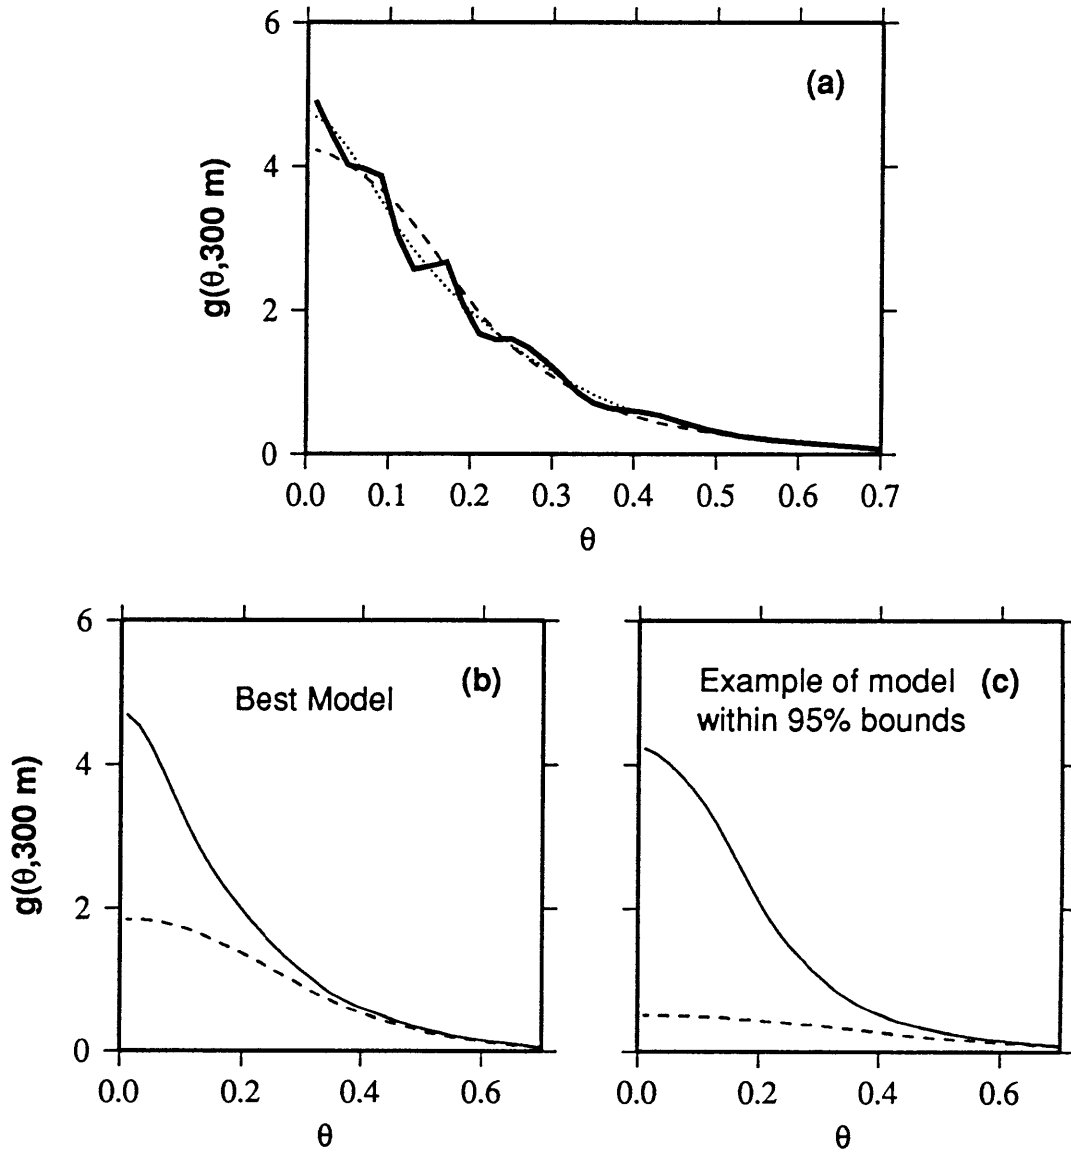 6
(a)
4
g(θ,300 m)
2
0
0.0 0.1 0.2 0.3 0.4 0.5 0.6 0.7
θ
6
Best Model (b)
Example of model (c)
within 95% bounds
4
g(θ,300 m)
2
0
0.0 0.2 0.4 0.6
0.0 0.2 0.4 0.6
θ
θ